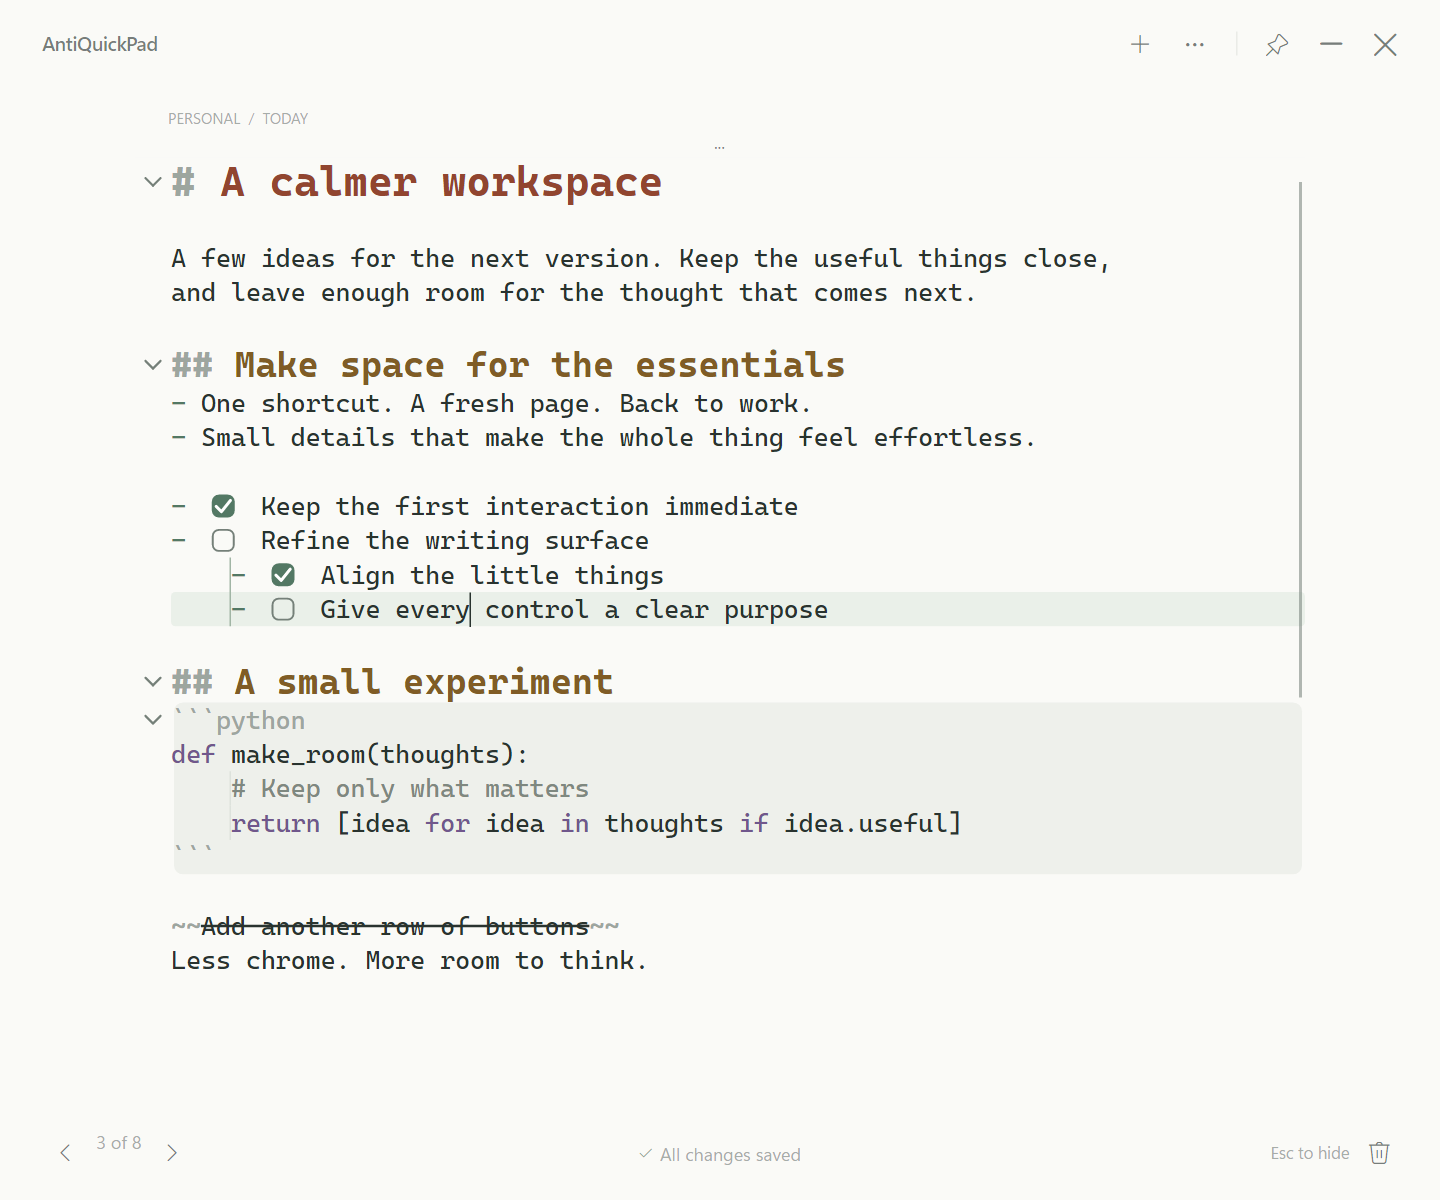 AntiQuickPad
PERSONAL / TODAY
...
# A calmer workspace
A few ideas for the next version. Keep the useful things close,
and leave enough room for the thought that comes next.
## Make space for the essentials
- One shortcut. A fresh page. Back to work.
- Small details that make the whole thing feel effortless.
- Keep the first interaction immediate
- Refine the writing surface
- Align the little things
- Give every control a clear purpose
## A small experiment
```python
def make_room(thoughts):
# Keep only what matters
return [idea for idea in thoughts if idea.useful]
```
~~Add another row of buttons~~
Less chrome. More room to think.
3 of 8
All changes saved
Esc to hide